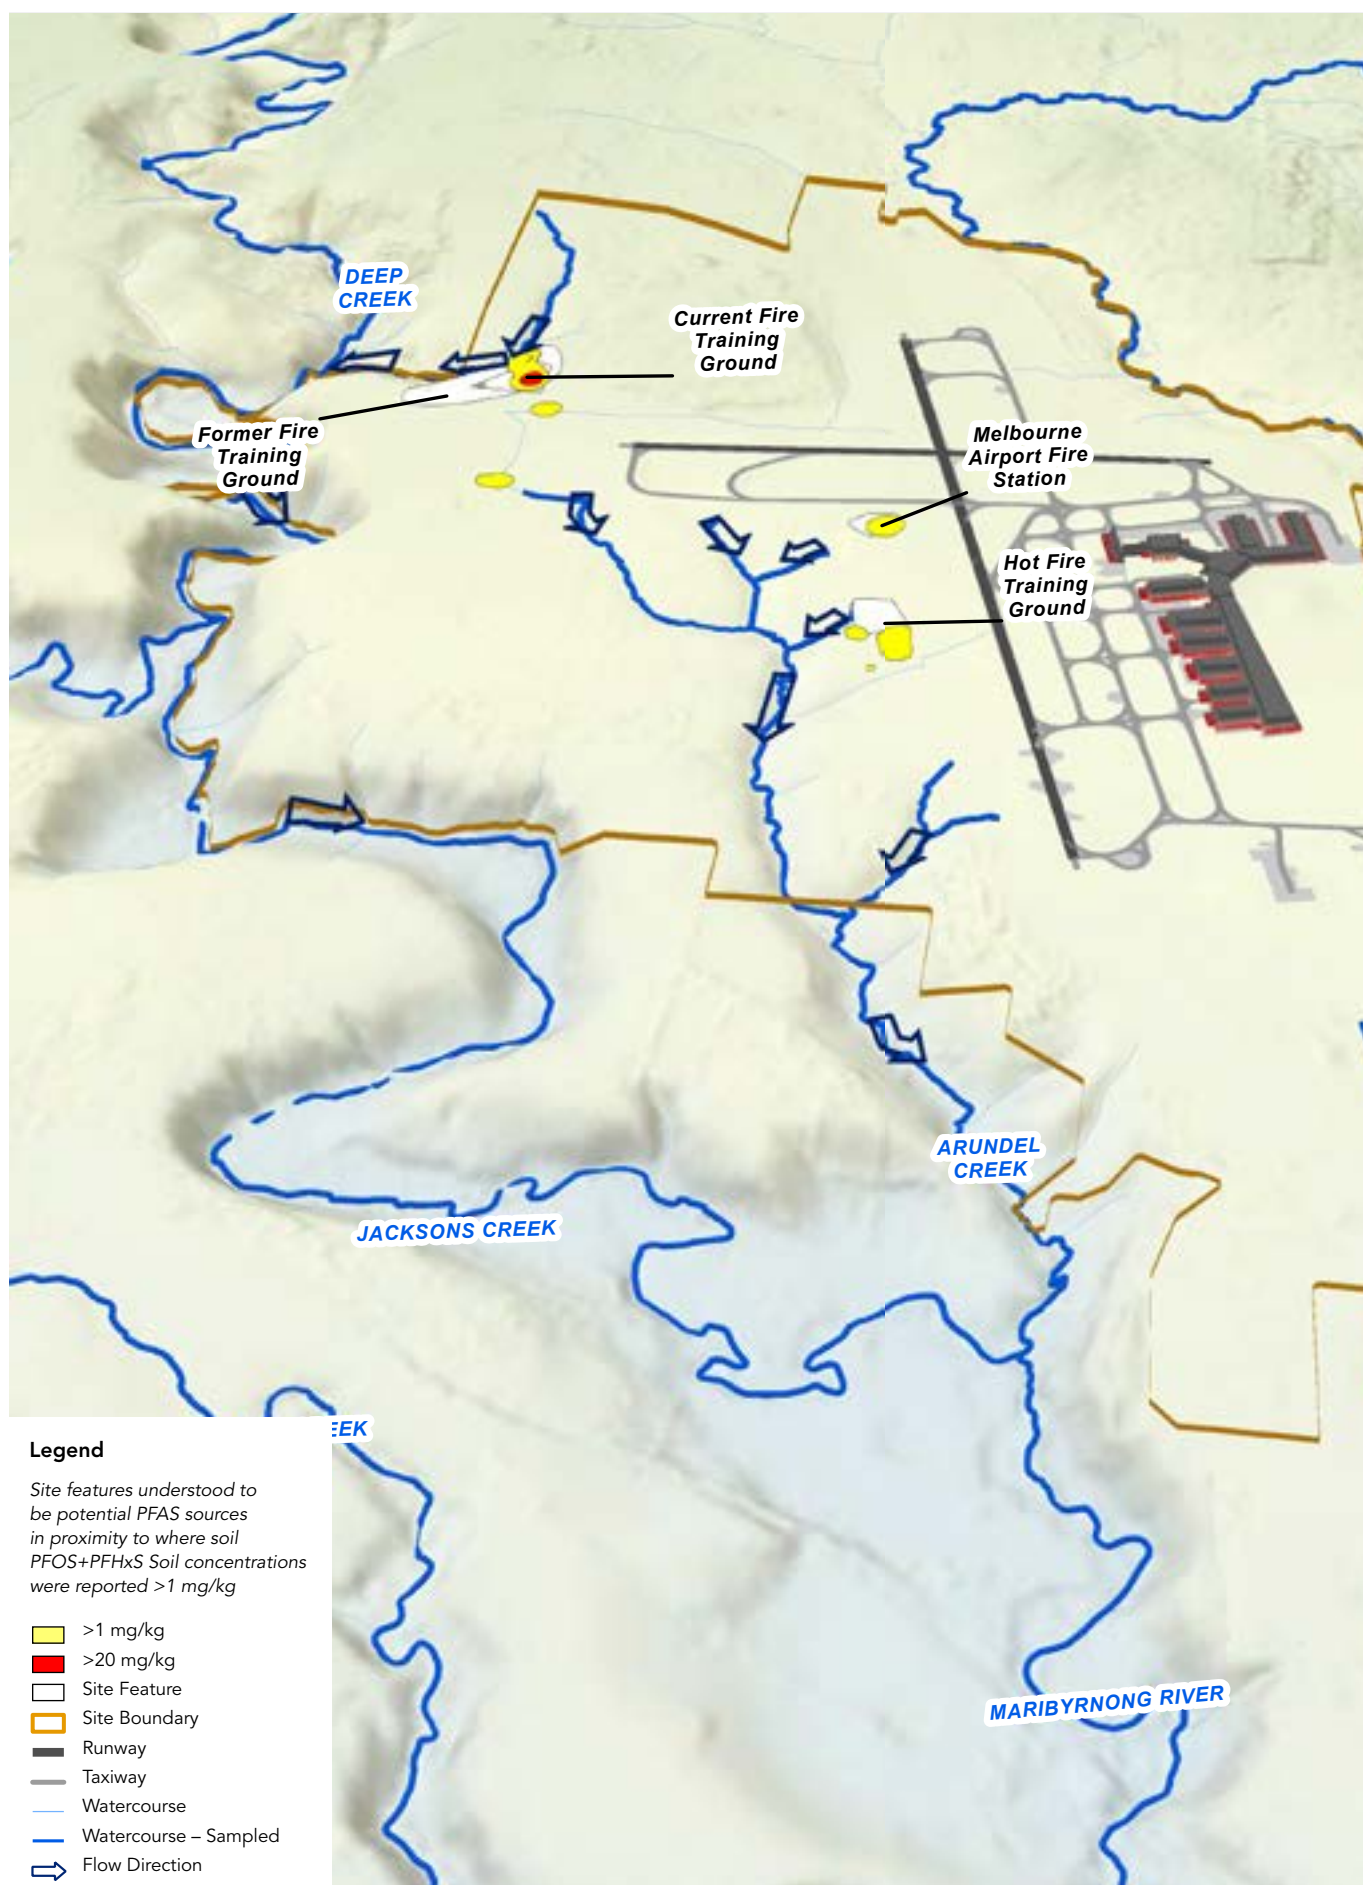 DEEP
CREEK
Current Fire
Training
Ground
Former Fire
Training
Ground
Melbourne
Airport Fire
Station
Hot Fire
Training
Ground
ARUNDEL
CREEK
JACKSONS CREEK
EEK
MARIBYRNONG RIVER
Legend
Site features understood to
be potential PFAS sources
in proximity to where soil
PFOS+PFHxS Soil concentrations
were reported >1 mg/kg
>1 mg/kg
>20 mg/kg
Site Feature
Site Boundary
Runway
Taxiway
Watercourse
Watercourse – Sampled
Flow Direction